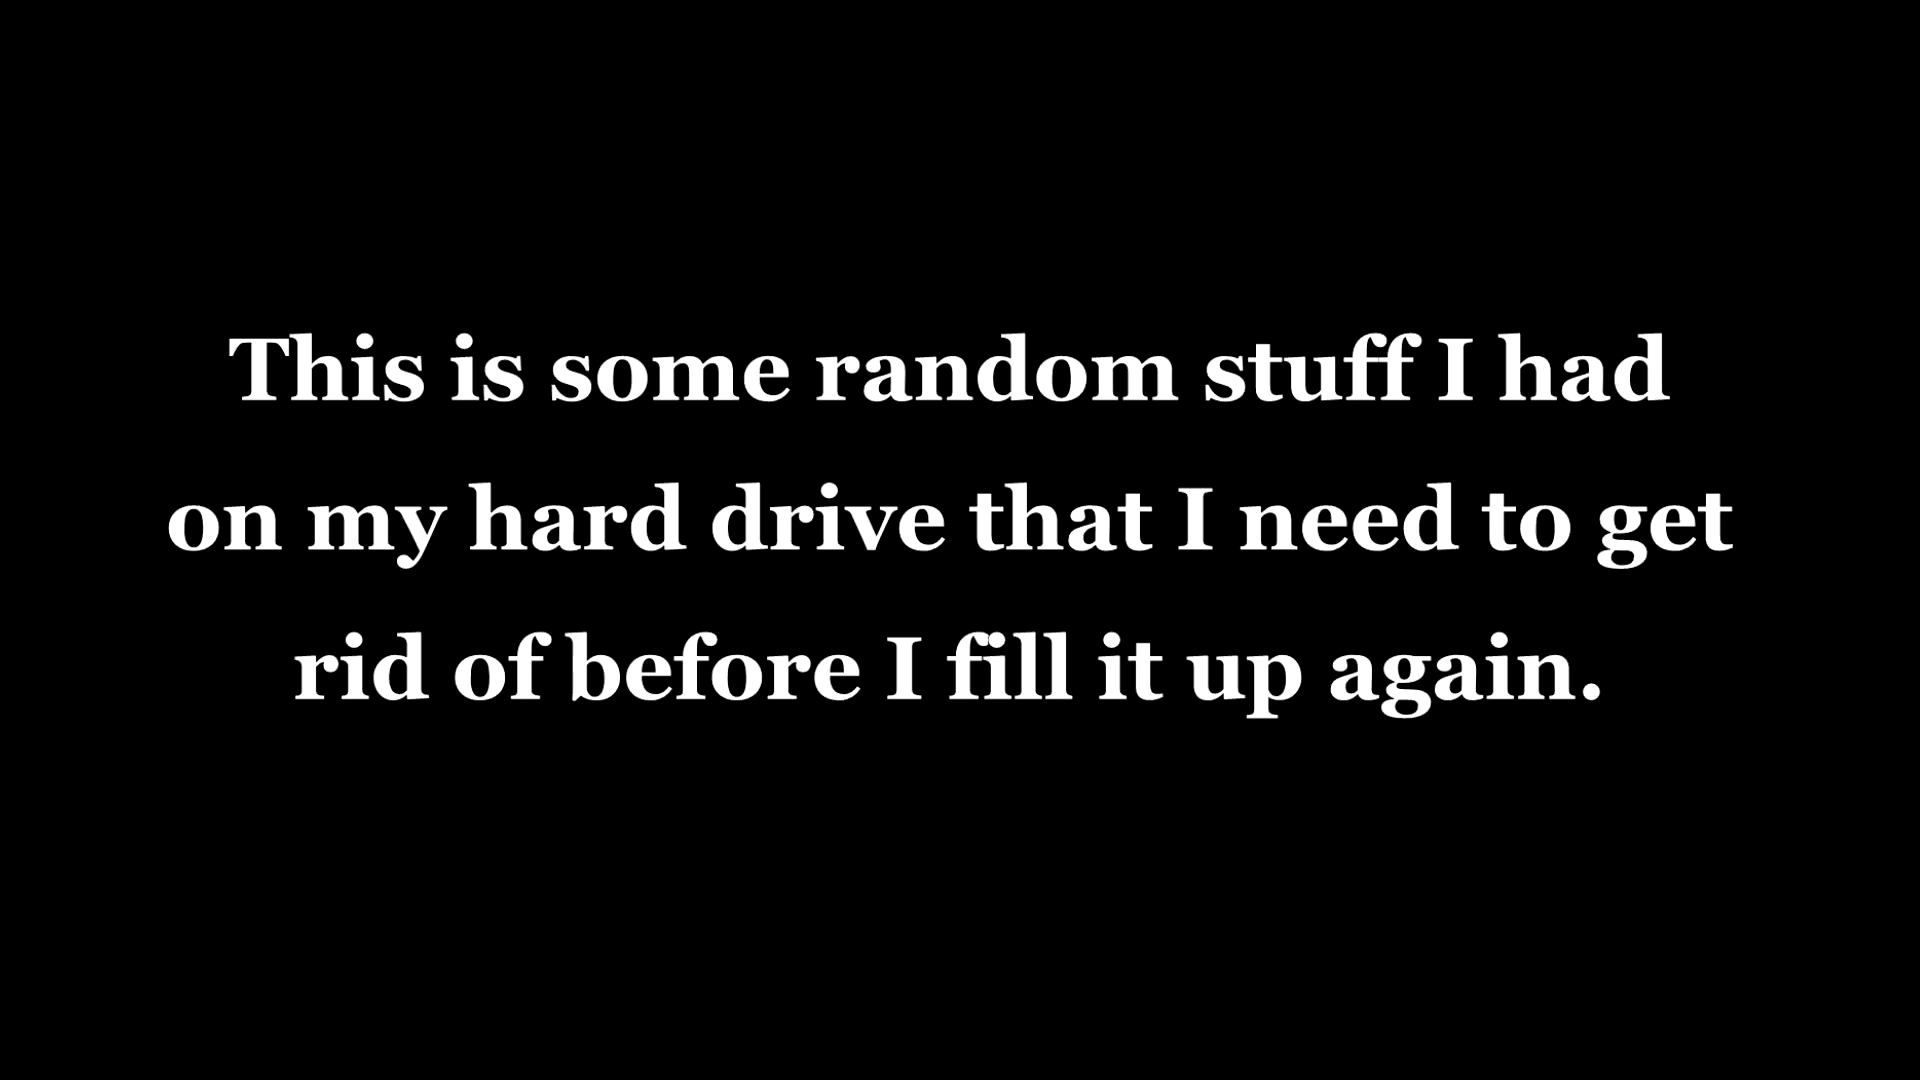 This is some random stuff I had
on my hard drive that I need to get
rid of before I fill it up again.